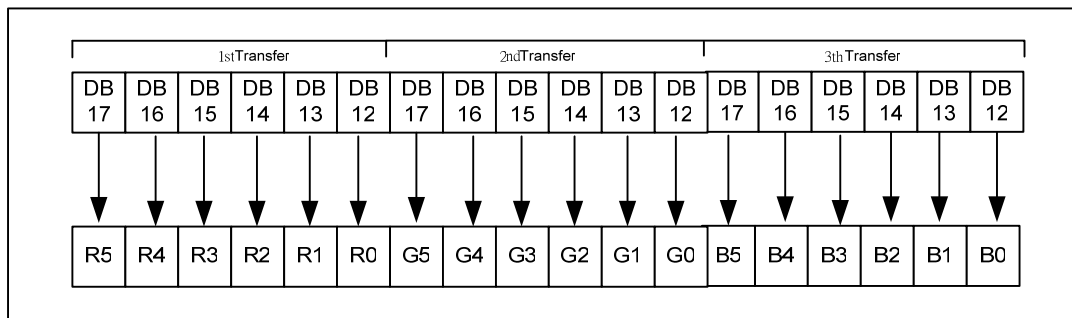 1stTransfer 2ndTransfer 3thTransfer
DB DB DB DB DB DB DB DB DB DB DB DB DB DB DB DB DB DB
17 16 15 14 13 12 17 16 15 14 13 12 17 16 15 14 13 12
R5 R4 R3 R2 R1 R0 G5 G4 G3 G2 G1 G0 B5 B4 B3 B2 B1 B0